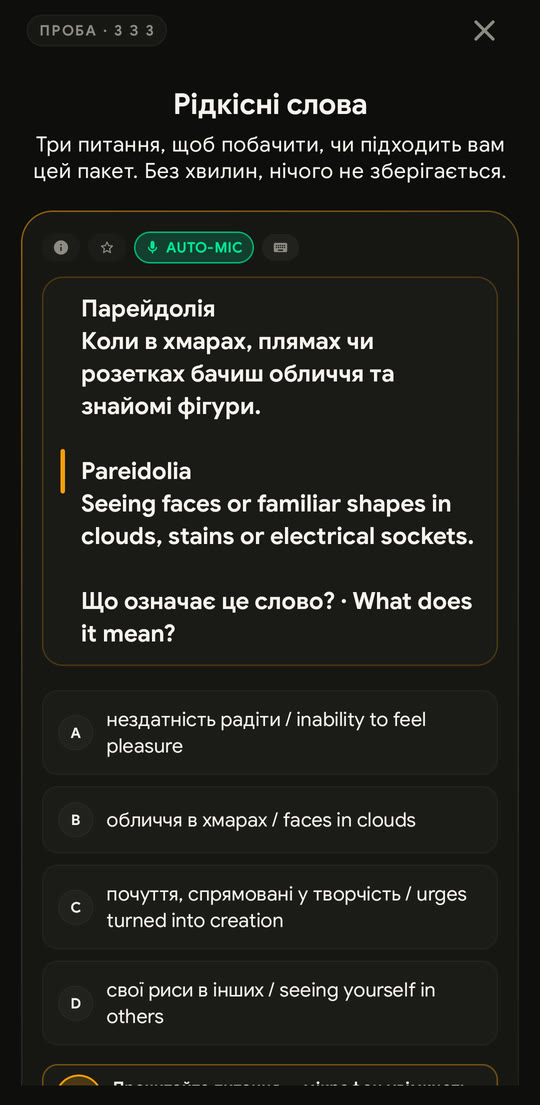 ПРОБА · 3 З 3
Рідкісні слова
Три питання, щоб побачити, чи підходить вам
цей пакет. Без хвилин, нічого не зберігається.
AUTO-MIC
Парейдолія
Коли в хмарах, плямах чи
розетках бачиш обличчя та
знайомі фігури.
Pareidolia
Seeing faces or familiar shapes in
clouds, stains or electrical sockets.
Що означає це слово? · What does
it mean?
A
нездатність радіти / inability to feel
pleasure
B
обличчя в хмарах / faces in clouds
C
почуття, спрямовані у творчість / urges
turned into creation
D
свої риси в інших / seeing yourself in
others